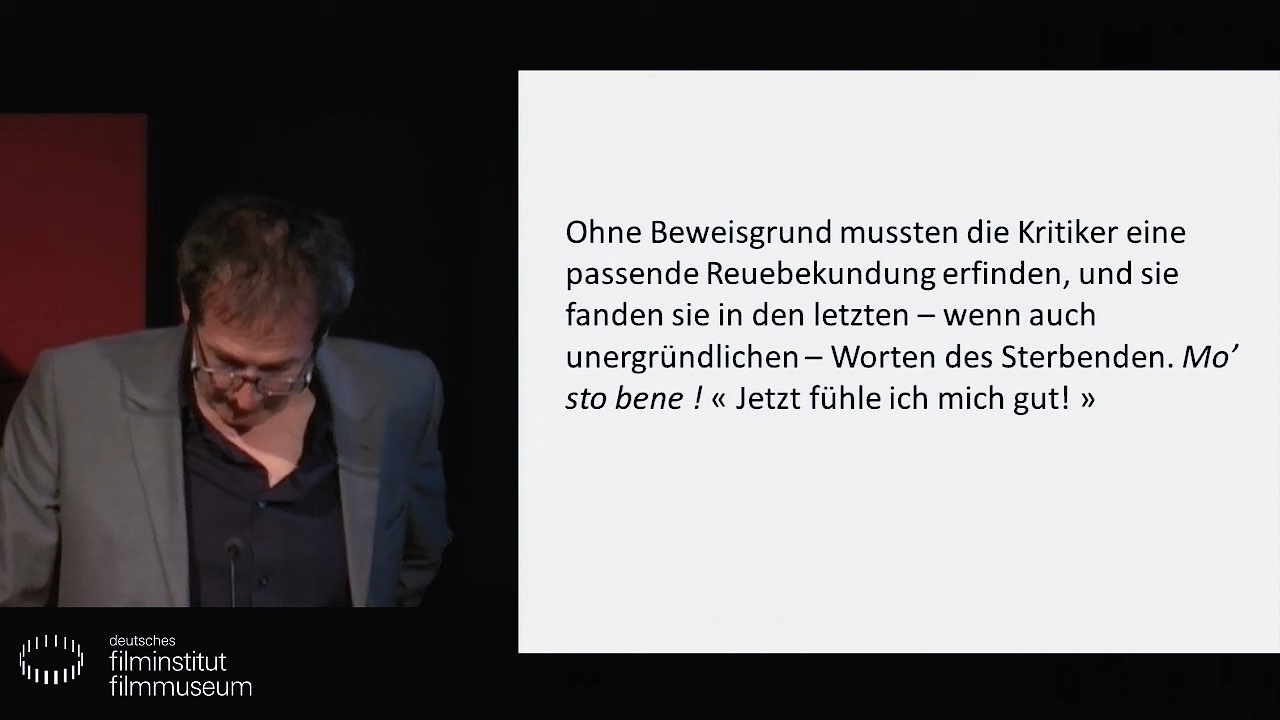 Ohne Beweisgrund mussten die Kritiker eine
passende Reuebekundung erfinden, und sie
fanden sie in den letzten – wenn auch
unergründlichen – Worten des Sterbenden. Mo’
sto bene ! « Jetzt fühle ich mich gut! »
deutsches
filminstitut
filmmuseum